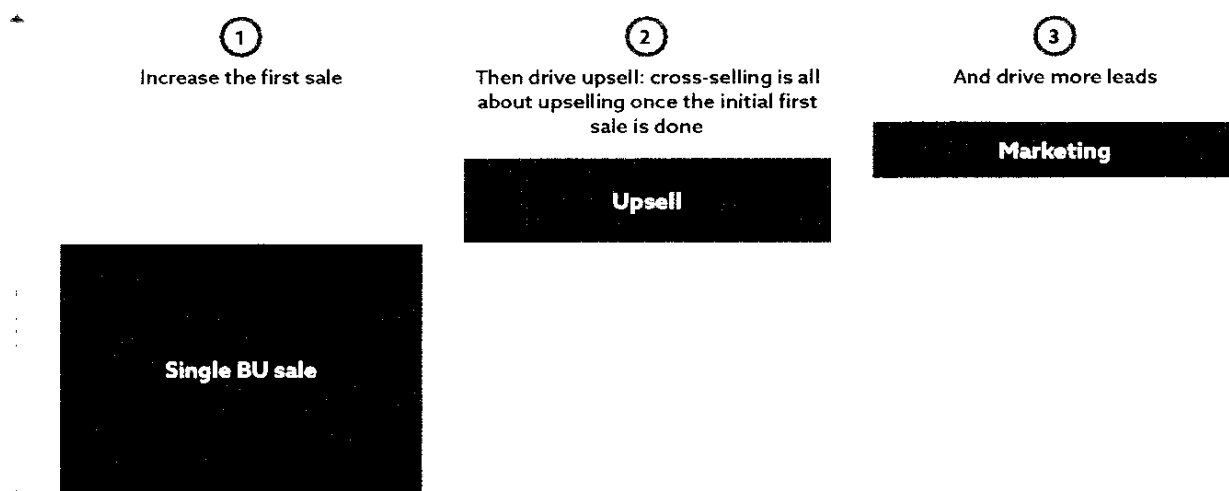 1
Increase the first sale
Single BU sale
2
Then drive upsell: cross-selling is all
about upselling once the initial first
sale is done
Upsell
3
And drive more leads
Marketing